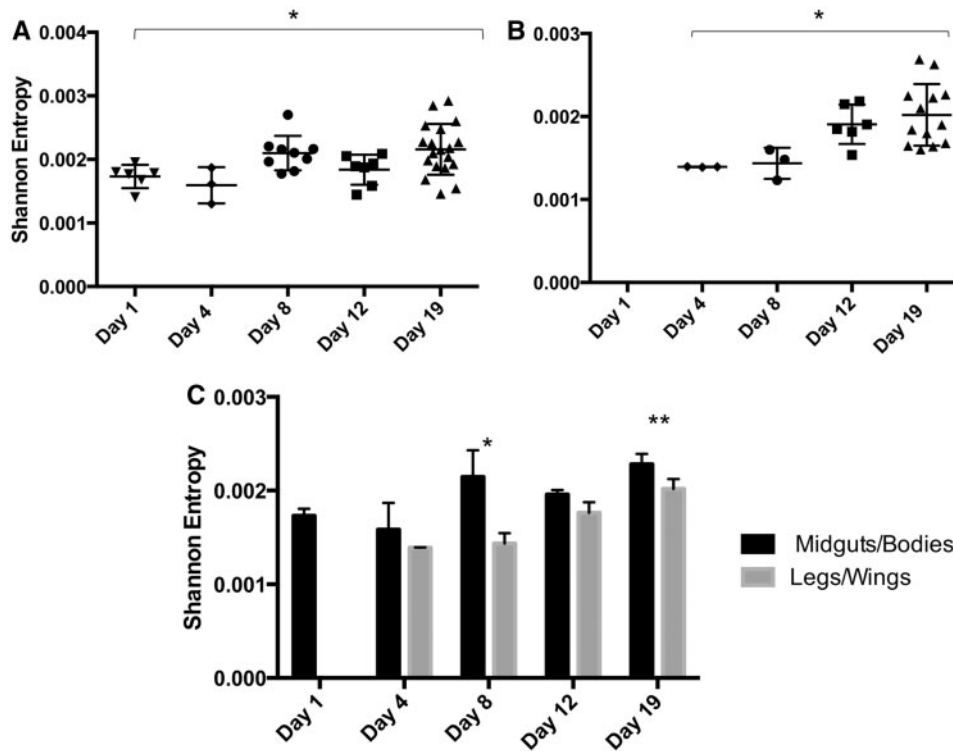 A
*
Shannon Entropy
0.004
0.003
0.002
0.001
0.000
Day 1
Day 4
Day 8
Day 12
Day 19
B
*
0.003
0.002
0.001
0.000
Day 1
Day 4
Day 8
Day 12
Day 19
C
Shannon Entropy
0.003
0.002
0.001
0.000
*
**
Day 1
Day 4
Day 8
Day 12
Day 19
Midguts/Bodies
Legs/Wings